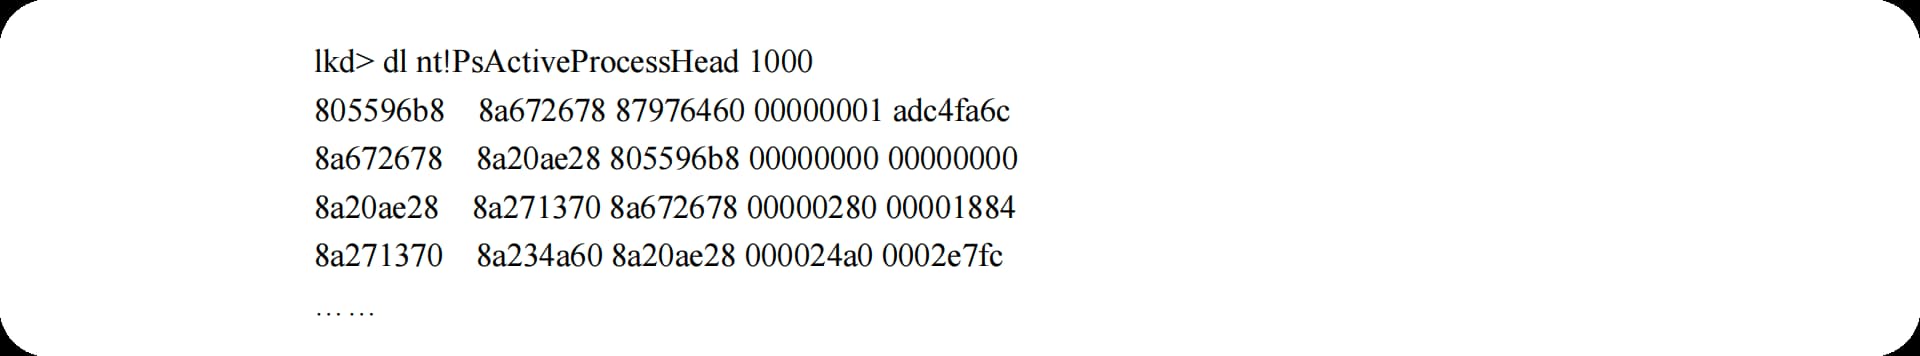 lkd> dl nt!PsActiveProcessHead 1000
805596b8 8a672678 87976460 00000001 adc4fa6c
8a672678 8a20ae28 805596b8 00000000 00000000
8a20ae28 8a271370 8a672678 00000280 00001884
8a271370 8a234a60 8a20ae28 000024a0 0002e7fc
……